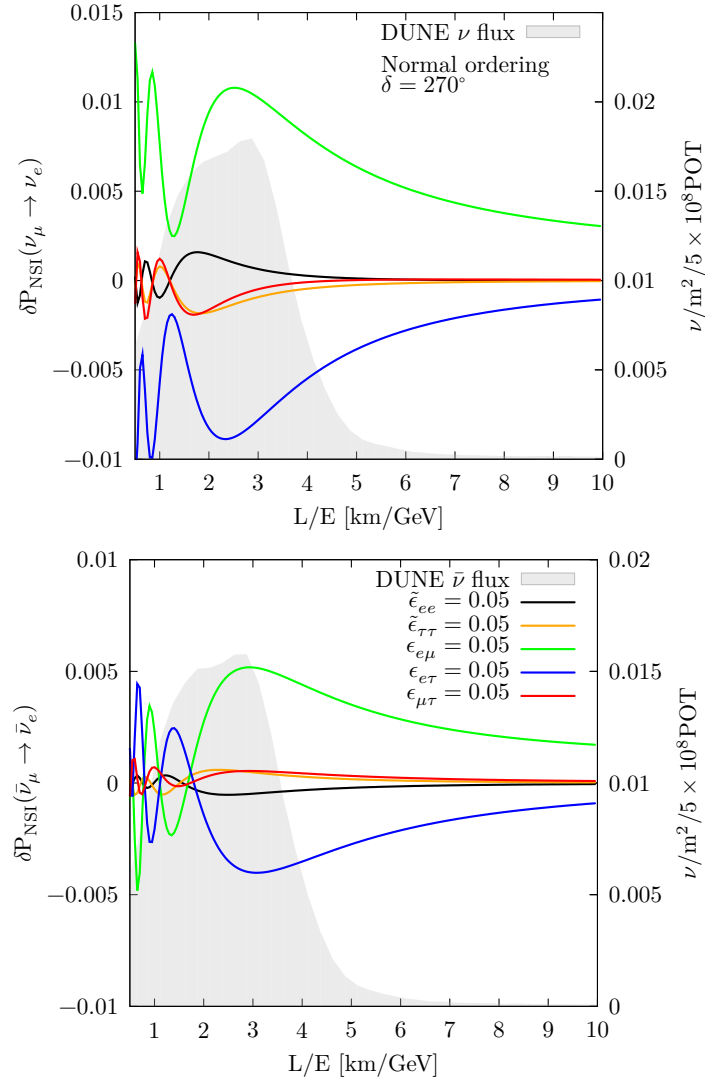 DUNE ν flux
Normal ordering
δ = 270°
0.015
0.01
0.005
0
−0.005
−0.01
δP_NSI(ν_μ → ν_e)
0.02
0.015
0.01
0.005
0
ν/m²/5 × 10⁸POT
1 2 3 4 5 6 7 8 9 10
L/E [km/GeV]
DUNE ν̄ flux
ϵ̃_ee = 0.05
ϵ̃_ττ = 0.05
ϵ_eμ = 0.05
ϵ_eτ = 0.05
ϵ_μτ = 0.05
0.01
0.005
0
−0.005
−0.01
δP_NSI(ν̄_μ → ν̄_e)
0.02
0.015
0.01
0.005
0
ν/m²/5 × 10⁸POT
1 2 3 4 5 6 7 8 9 10
L/E [km/GeV]